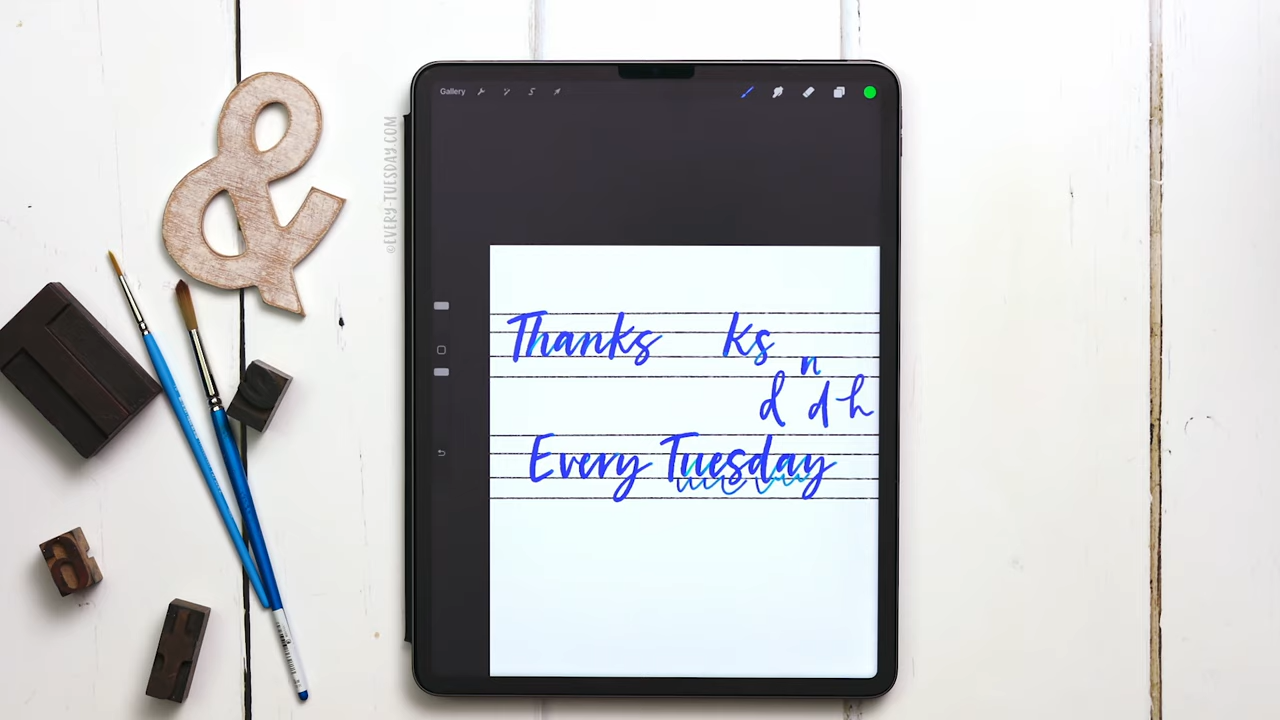 Gallery
©EVERY-TUESDAY.COM
Thanks ks
n
d d h
Every Tuesday